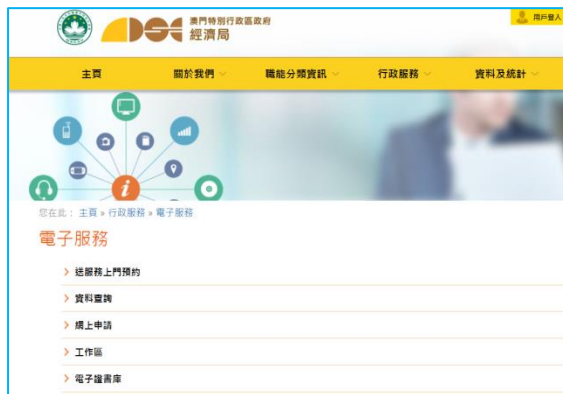 澳門特別行政區政府
經濟局
用戶登入
主頁 關於我們 職能分類資訊 行政服務 資料及統計
您在此： 主頁 » 行政服務 » 電子服務
電子服務
送服務上門預約
資料查詢
網上申請
工作區
電子證書庫